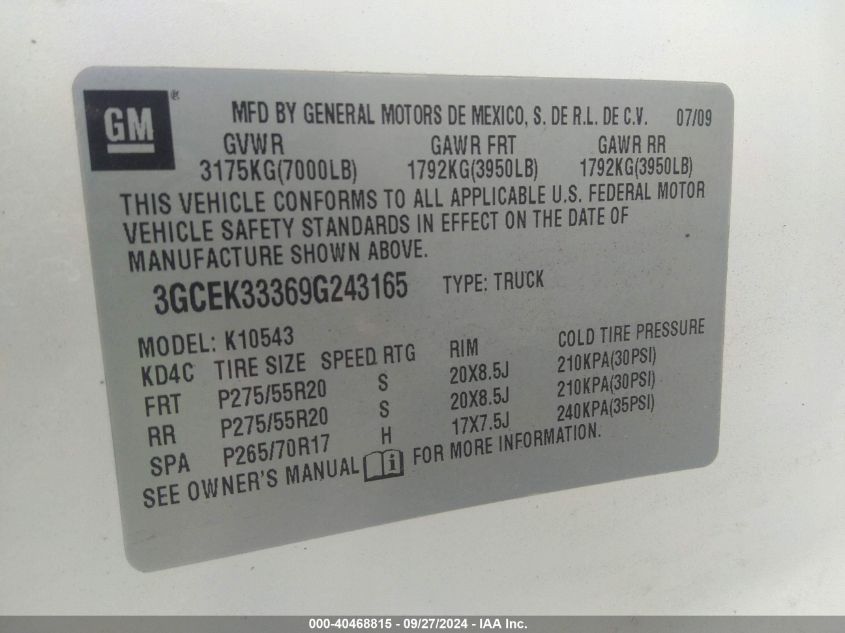 GM®
MFD BY GENERAL MOTORS DE MEXICO, S. DE R.L. DE C.V. 07/09
GVWR GAWR FRT GAWR RR
3175KG(7000LB) 1792KG(3950LB) 1792KG(3950LB)
THIS VEHICLE CONFORMS TO ALL APPLICABLE U.S. FEDERAL MOTOR
VEHICLE SAFETY STANDARDS IN EFFECT ON THE DATE OF
MANUFACTURE SHOWN ABOVE.
3GCEK33369G243165 TYPE: TRUCK
MODEL: K10543
KD4C TIRE SIZE SPEED RTG RIM COLD TIRE PRESSURE
FRT P275/55R20 S 20X8.5J 210KPA(30PSI)
RR P275/55R20 S 20X8.5J 210KPA(30PSI)
SPA P265/70R17 H 17X7.5J 240KPA(35PSI)
SEE OWNER'S MANUAL i FOR MORE INFORMATION.
000-40468815 - 09/27/2024 - IAA Inc.